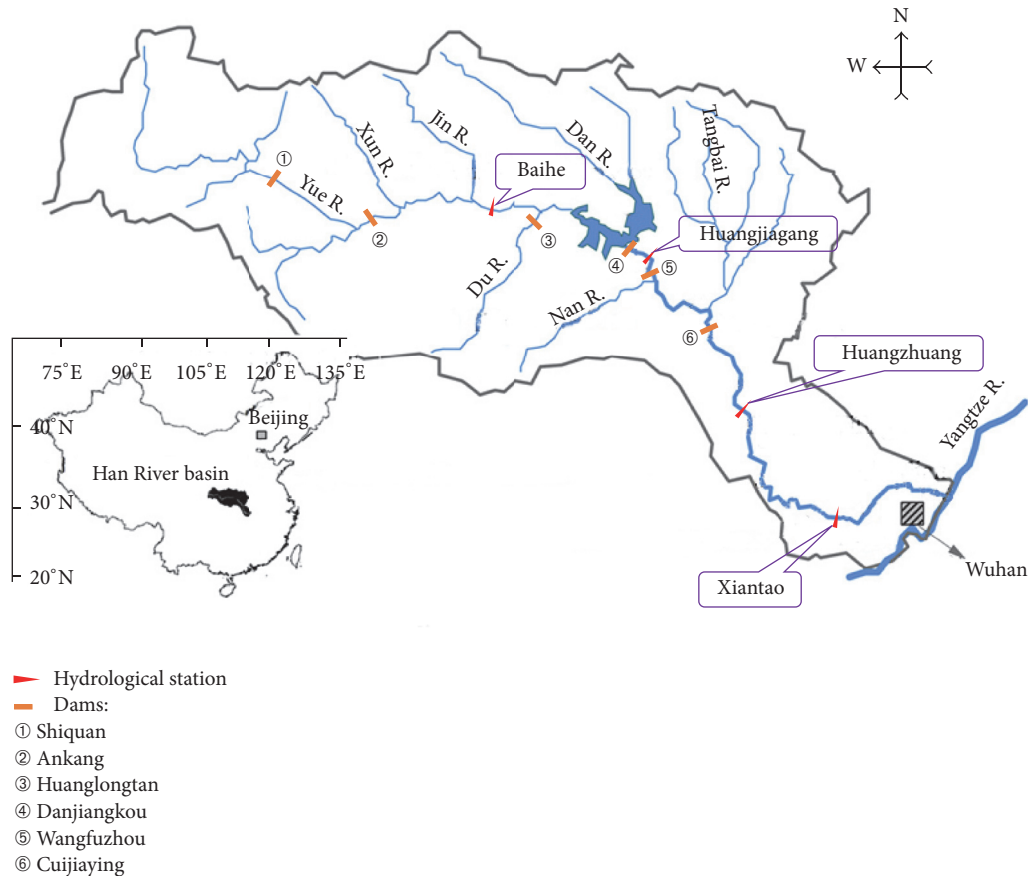 N
W
①
Yue R.
Xun R.
②
Jin R.
Baihe
Dan R.
③
Du R.
Tangbai R.
Huangjiagang
④
⑤
Nan R.
⑥
Huangzhuang
Yangtze R.
Xiantao
Wuhan
75°E 90°E 105°E 120°E 135°E
40°N
30°N
20°N
Beijing
Han River basin
Hydrological station
Dams:
① Shiquan
② Ankang
③ Huanglongtan
④ Danjiangkou
⑤ Wangfuzhou
⑥ Cuijiaying